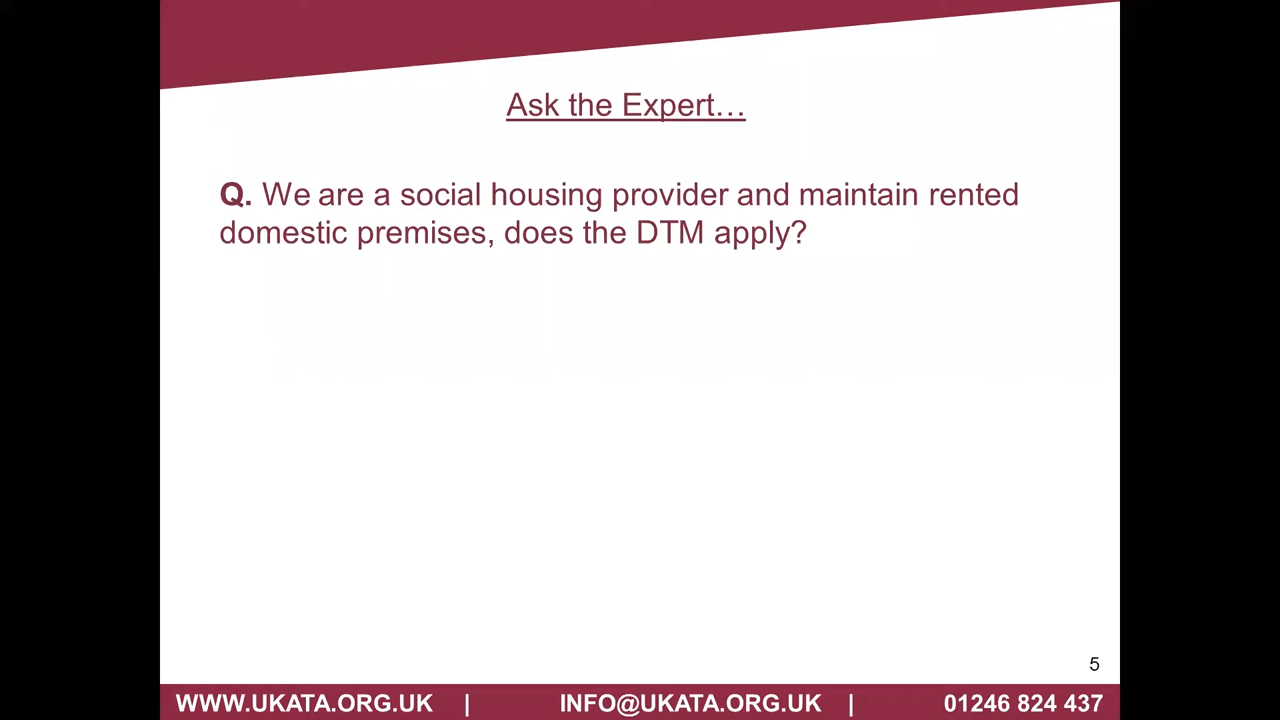 Ask the Expert…
Q. We are a social housing provider and maintain rented
domestic premises, does the DTM apply?
5
WWW.UKATA.ORG.UK | INFO@UKATA.ORG.UK | 01246 824 437